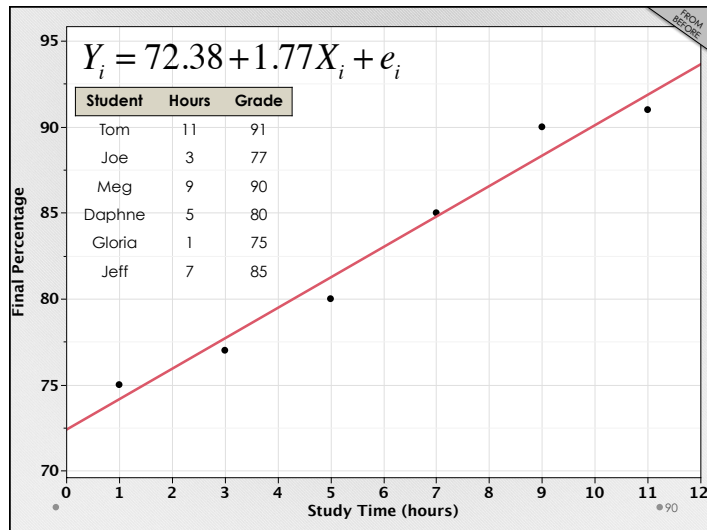 FROM
BEFORE
Y_i = 72.38 + 1.77X_i + e_i
Student Hours Grade
Tom 11 91
Joe 3 77
Meg 9 90
Daphne 5 80
Gloria 1 75
Jeff 7 85
Final Percentage
95
90
85
80
75
70
0 1 2 3 4 5 6 7 8 9 10 11 12
Study Time (hours)
90